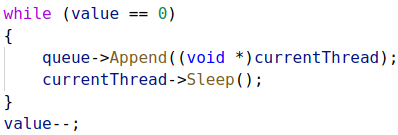 while (value == 0)
{
    queue->Append((void *)currentThread);
    currentThread->Sleep();
}
value--;